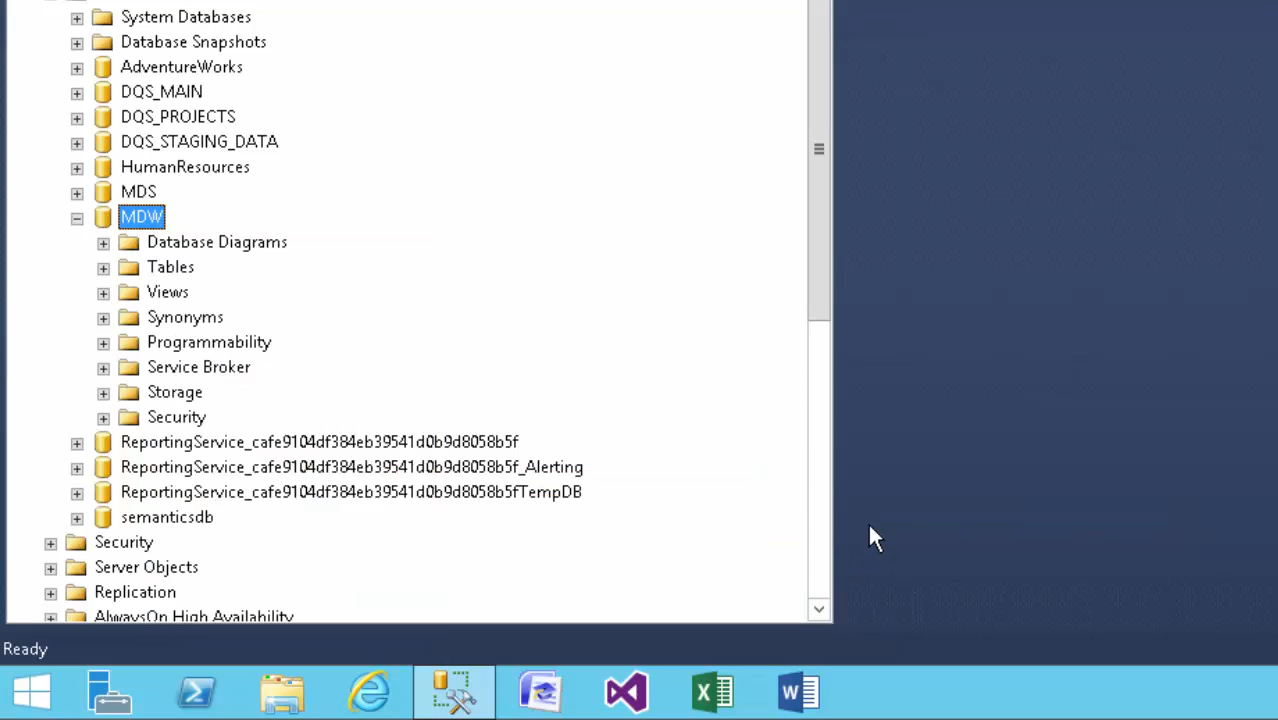 System Databases
Database Snapshots
AdventureWorks
DQS_MAIN
DQS_PROJECTS
DQS_STAGING_DATA
HumanResources
MDS
MDW
Database Diagrams
Tables
Views
Synonyms
Programmability
Service Broker
Storage
Security
ReportingService_cafe9104df384eb39541d0b9d8058b5f
ReportingService_cafe9104df384eb39541d0b9d8058b5f_Alerting
ReportingService_cafe9104df384eb39541d0b9d8058b5fTempDB
semanticsdb
Security
Server Objects
Replication
AlwaysOn High Availability
Ready